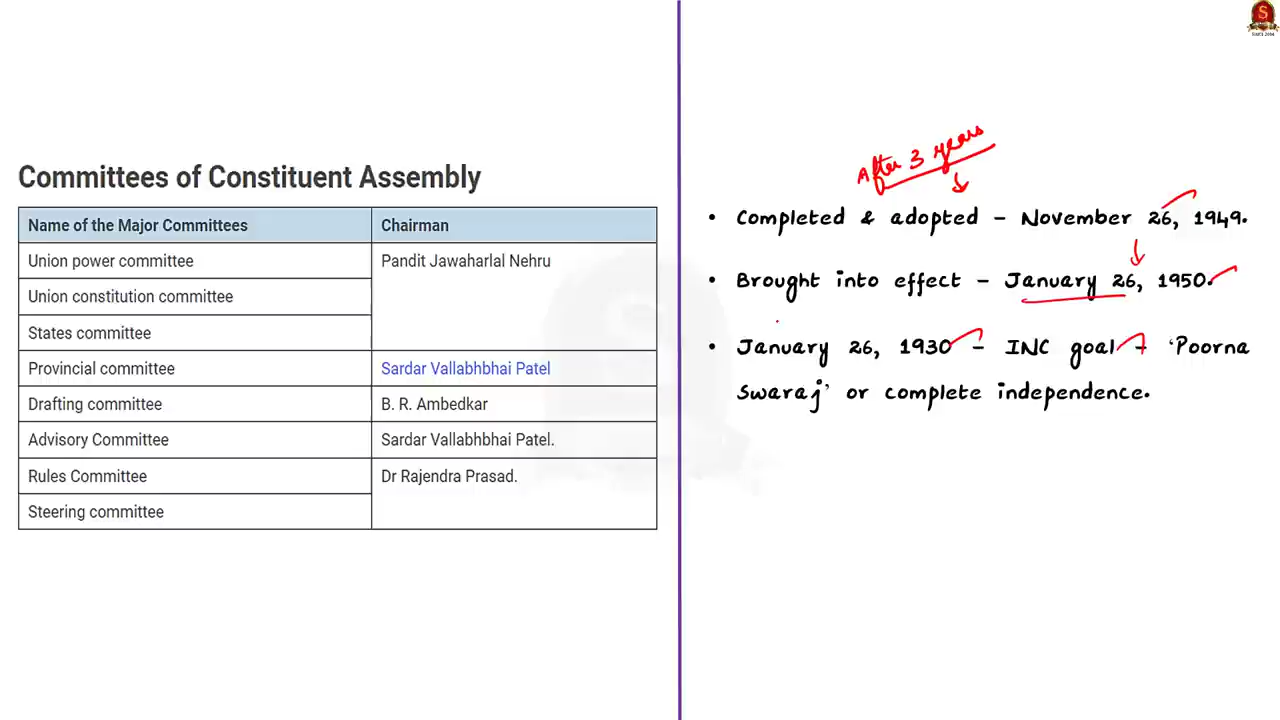 Committees of Constituent Assembly
Name of the Major Committees Chairman
Union power committee Pandit Jawaharlal Nehru
Union constitution committee
States committee
Provincial committee Sardar Vallabhbhai Patel
Drafting committee B. R. Ambedkar
Advisory Committee Sardar Vallabhbhai Patel.
Rules Committee Dr Rajendra Prasad.
Steering committee
After 3 years
• Completed & adopted - November 26, 1949.
• Brought into effect - January 26, 1950.
• January 26, 1930 - INC goal - 'Poorna
Swaraj' or complete independence.